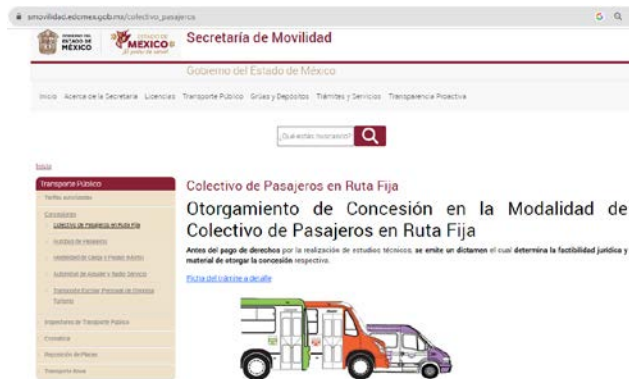 smovilidad.edomex.gob.mx/colectivo_pasajeros
GOBIERNO DEL
ESTADO DE
MÉXICO
ESTADO DE
MÉXICO
¡El poder de servir!
Secretaría de Movilidad
Gobierno del Estado de México
Inicio Acerca de la Secretaría Licencias Transporte Público Grúas y Depósitos Trámites y Servicios Transparencia Proactiva
¿Qué estás buscando?
Inicio
Transporte Público
Tarifas autorizadas
Concesiones
Colectivo de Pasajeros en Ruta Fija
Autobús de Pasajeros
Automóvil de Alquiler y Radio Servicio
Transporte Escolar, Personal de Empresa
Turismo
Inspectores de Transporte Público
Cromática
Reposición de Placas
Transporte Rosa
Colectivo de Pasajeros en Ruta Fija
Otorgamiento de Concesión en la Modalidad de
Colectivo de Pasajeros en Ruta Fija
Antes del pago de derechos por la realización de estudios técnicos, se emite un dictamen el cual determina la factibilidad jurídica y
material de otorgar la concesión respectiva.
Ficha del trámite a detalle